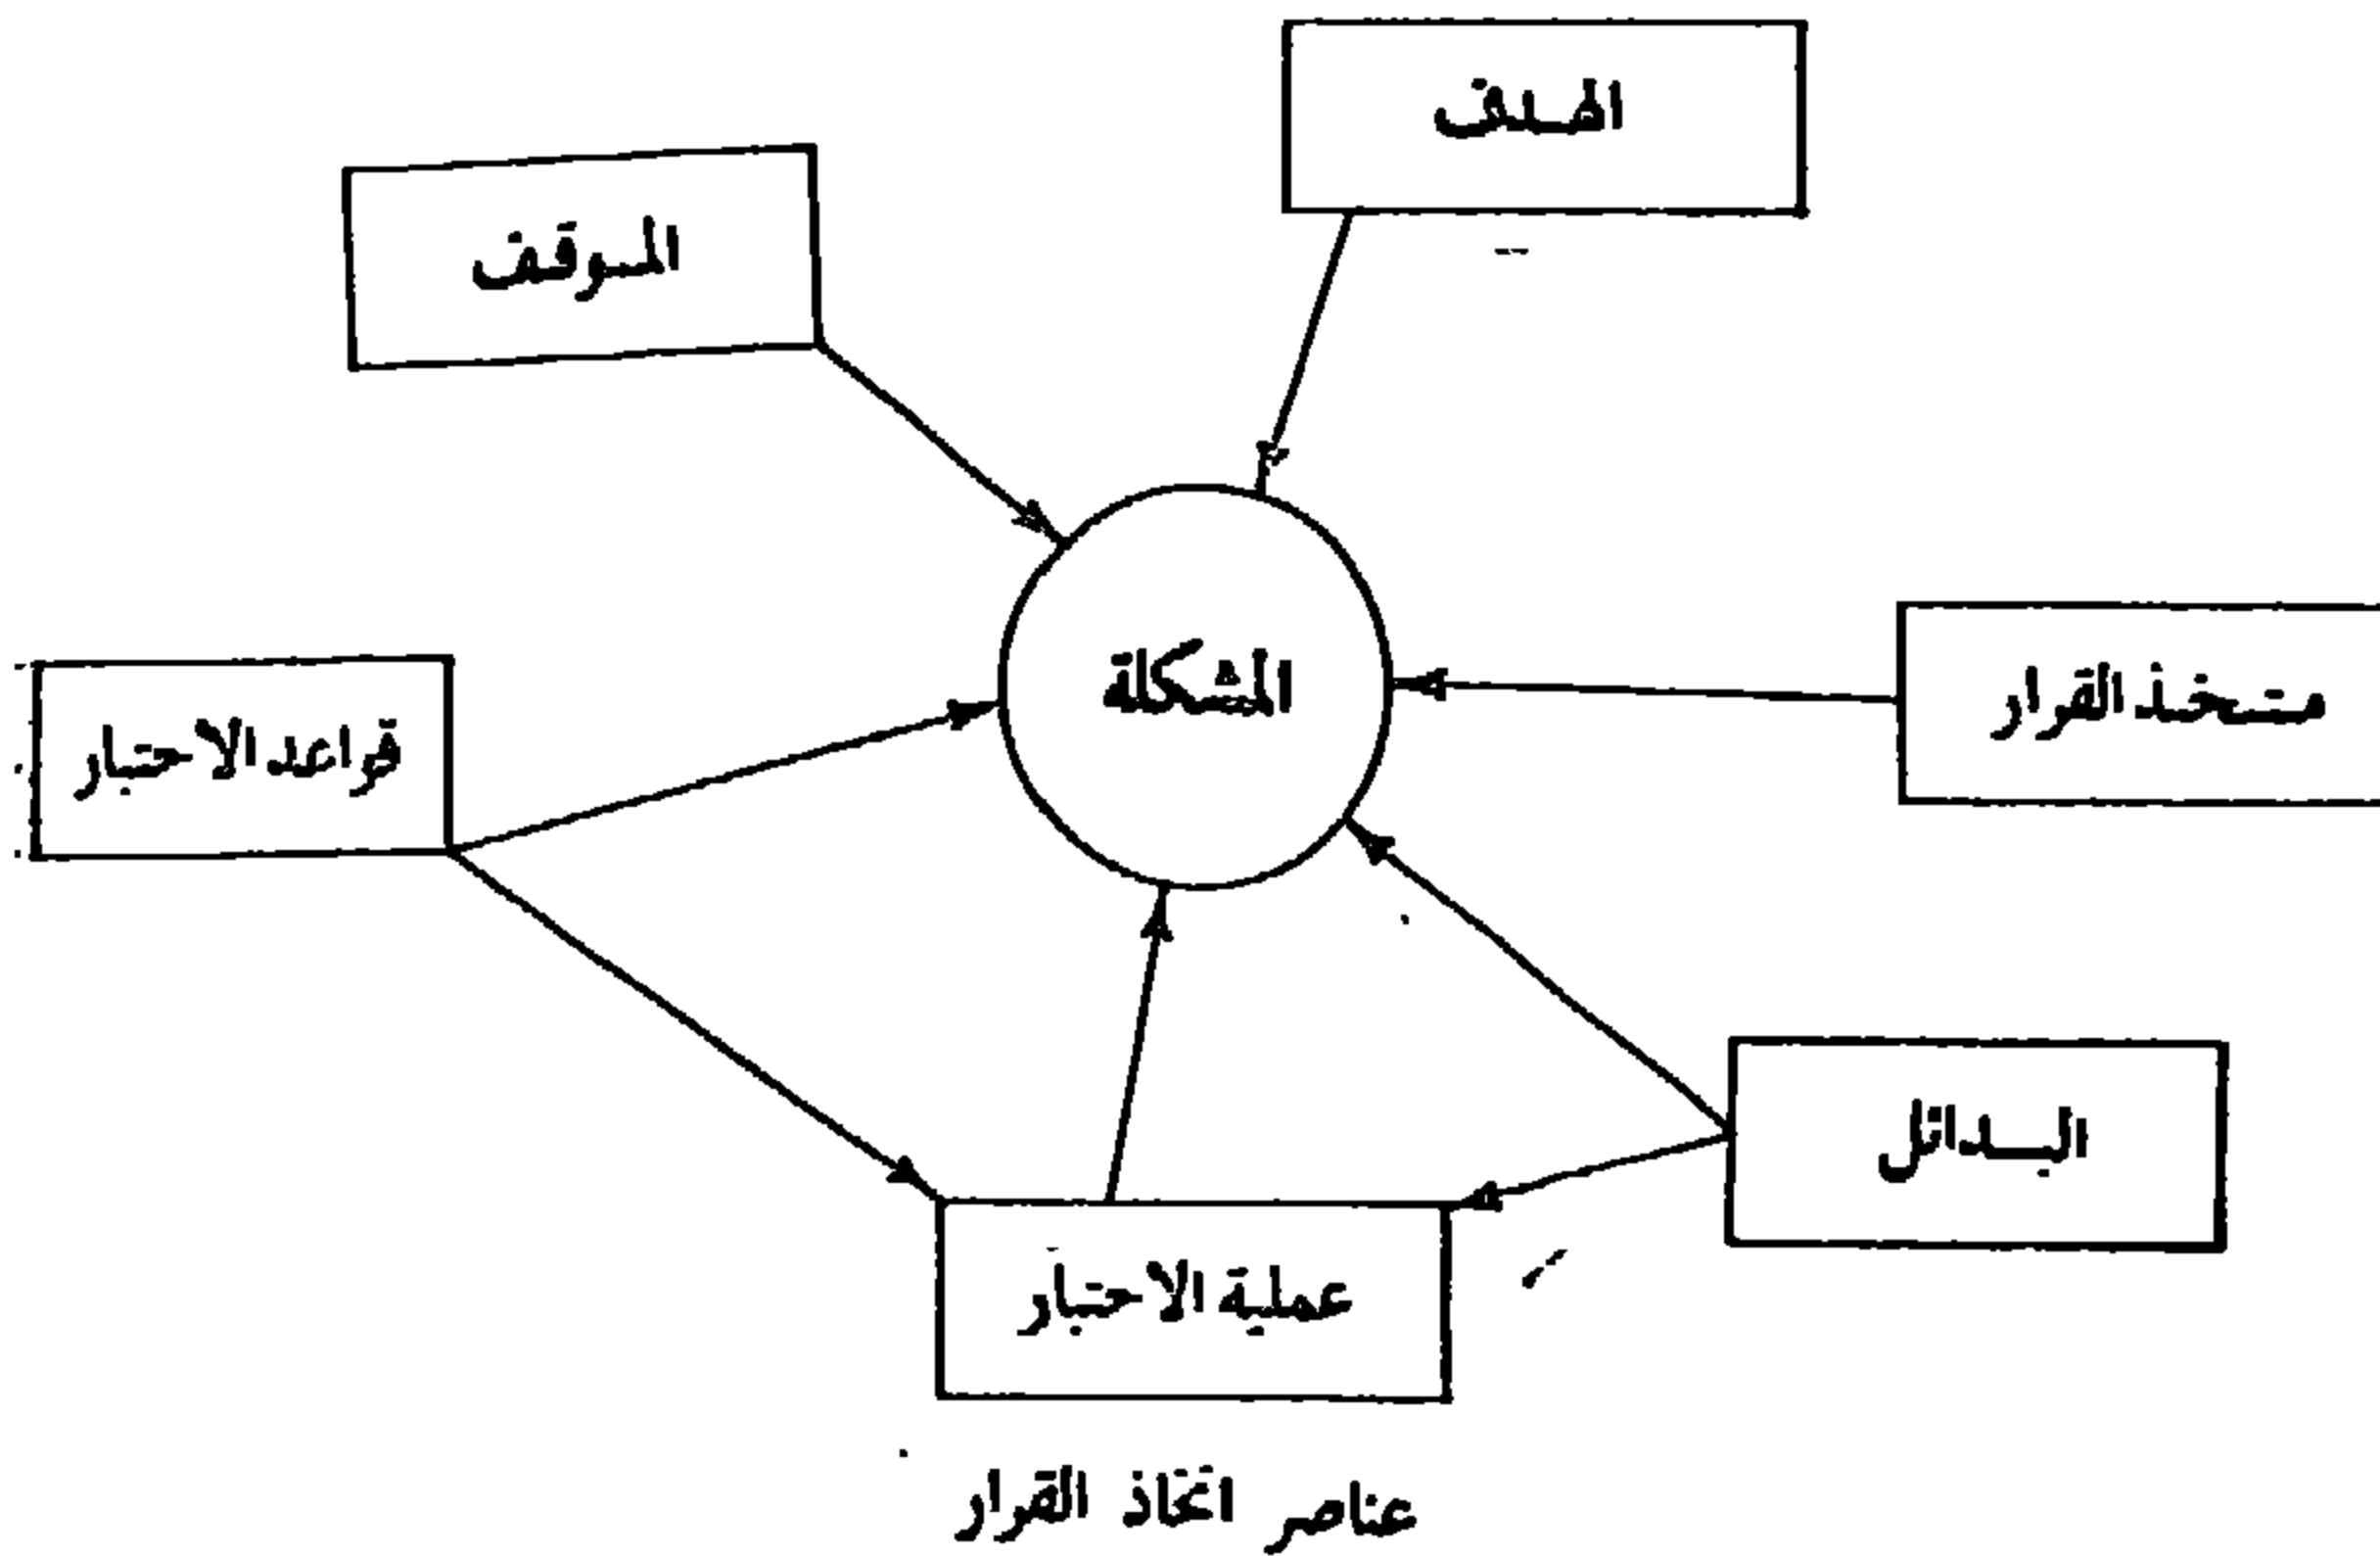 الهدف
الموقف
المشكلة
متخذ القرار
قواعد الاختيار
البدائل
عملية الاختيار
عناصر اتخاذ القرار